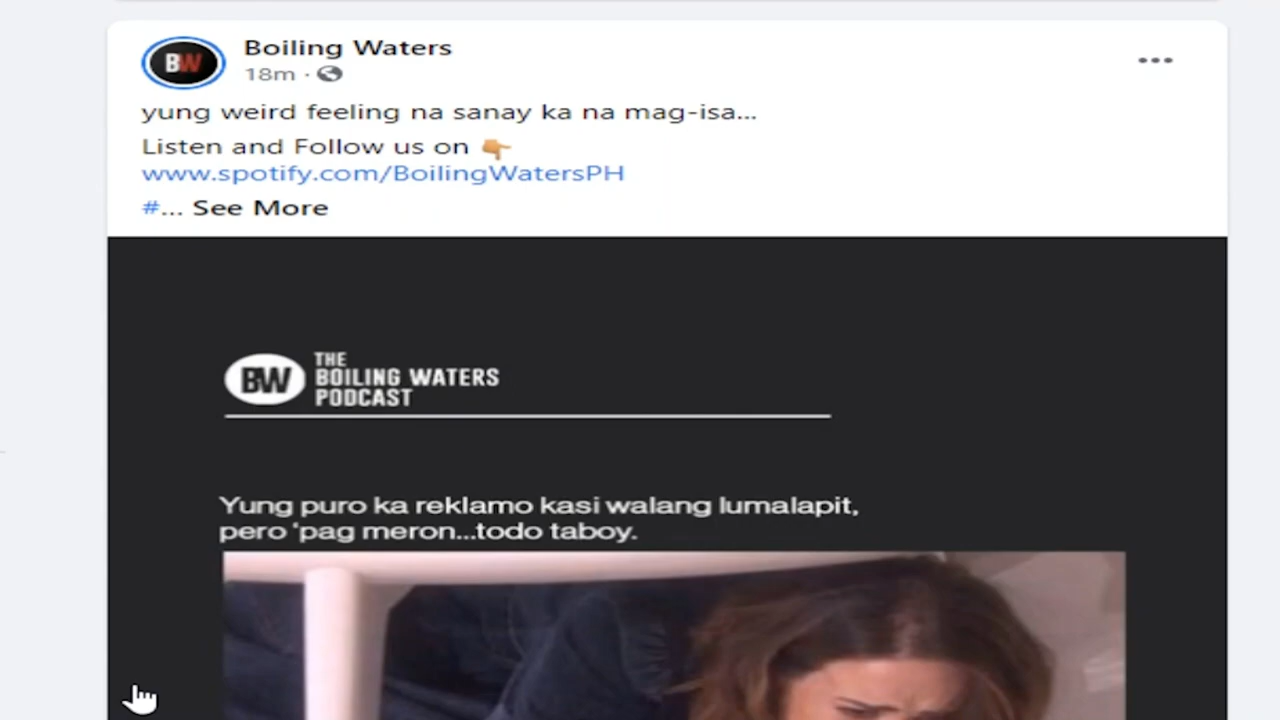 BW
Boiling Waters
18m ·
yung weird feeling na sanay ka na mag-isa...
Listen and Follow us on 👇
www.spotify.com/BoilingWatersPH
#... See More
BW
THE
BOILING WATERS
PODCAST
Yung puro ka reklamo kasi walang lumalapit,
pero 'pag meron...todo taboy.